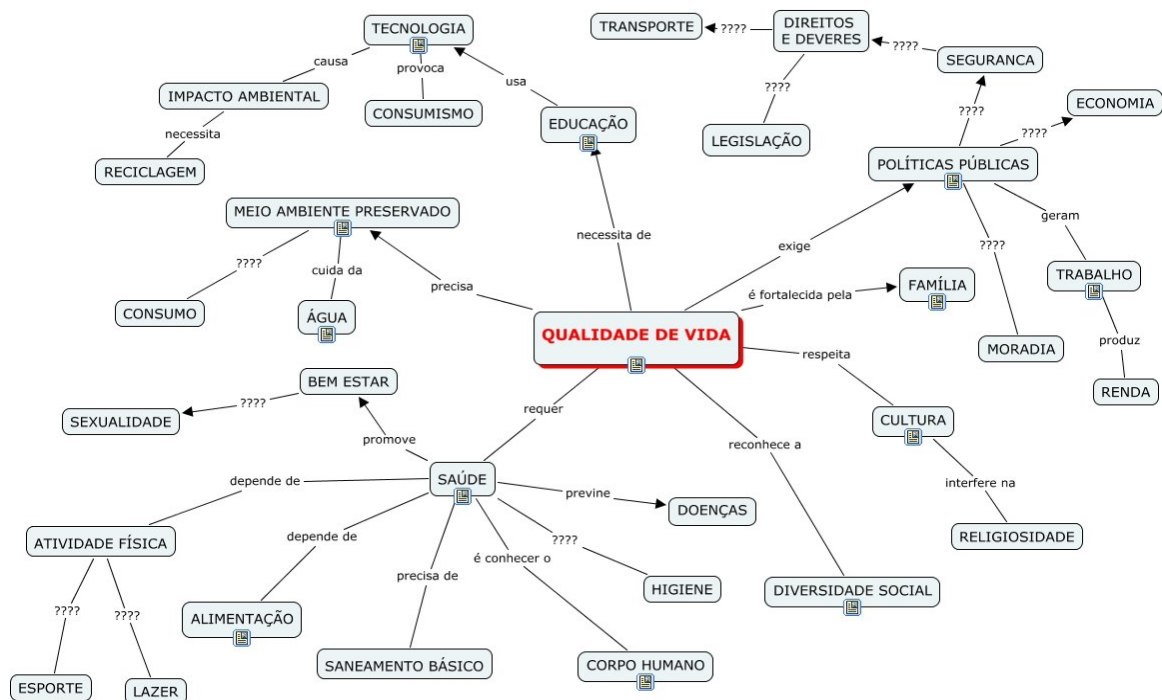 TECNOLOGIA
TRANSPORTE
????
DIREITOS
E DEVERES
????
SEGURANCA
causa
provoca
usa
????
IMPACTO AMBIENTAL
CONSUMISMO
EDUCAÇÃO
LEGISLAÇÃO
????
ECONOMIA
????
necessita
RECICLAGEM
POLÍTICAS PÚBLICAS
MEIO AMBIENTE PRESERVADO
necessita de
exige
????
geram
????
cuida da
precisa
é fortalecida pela
FAMÍLIA
TRABALHO
CONSUMO
ÁGUA
QUALIDADE DE VIDA
MORADIA
produz
RENDA
respeita
BEM ESTAR
????
SEXUALIDADE
requer
CULTURA
promove
reconhece a
interfere na
depende de
SAÚDE
previne
DOENÇAS
RELIGIOSIDADE
ATIVIDADE FÍSICA
depende de
é conhecer o
????
precisa de
HIGIENE
DIVERSIDADE SOCIAL
????
????
ALIMENTAÇÃO
SANEAMENTO BÁSICO
CORPO HUMANO
ESPORTE
LAZER